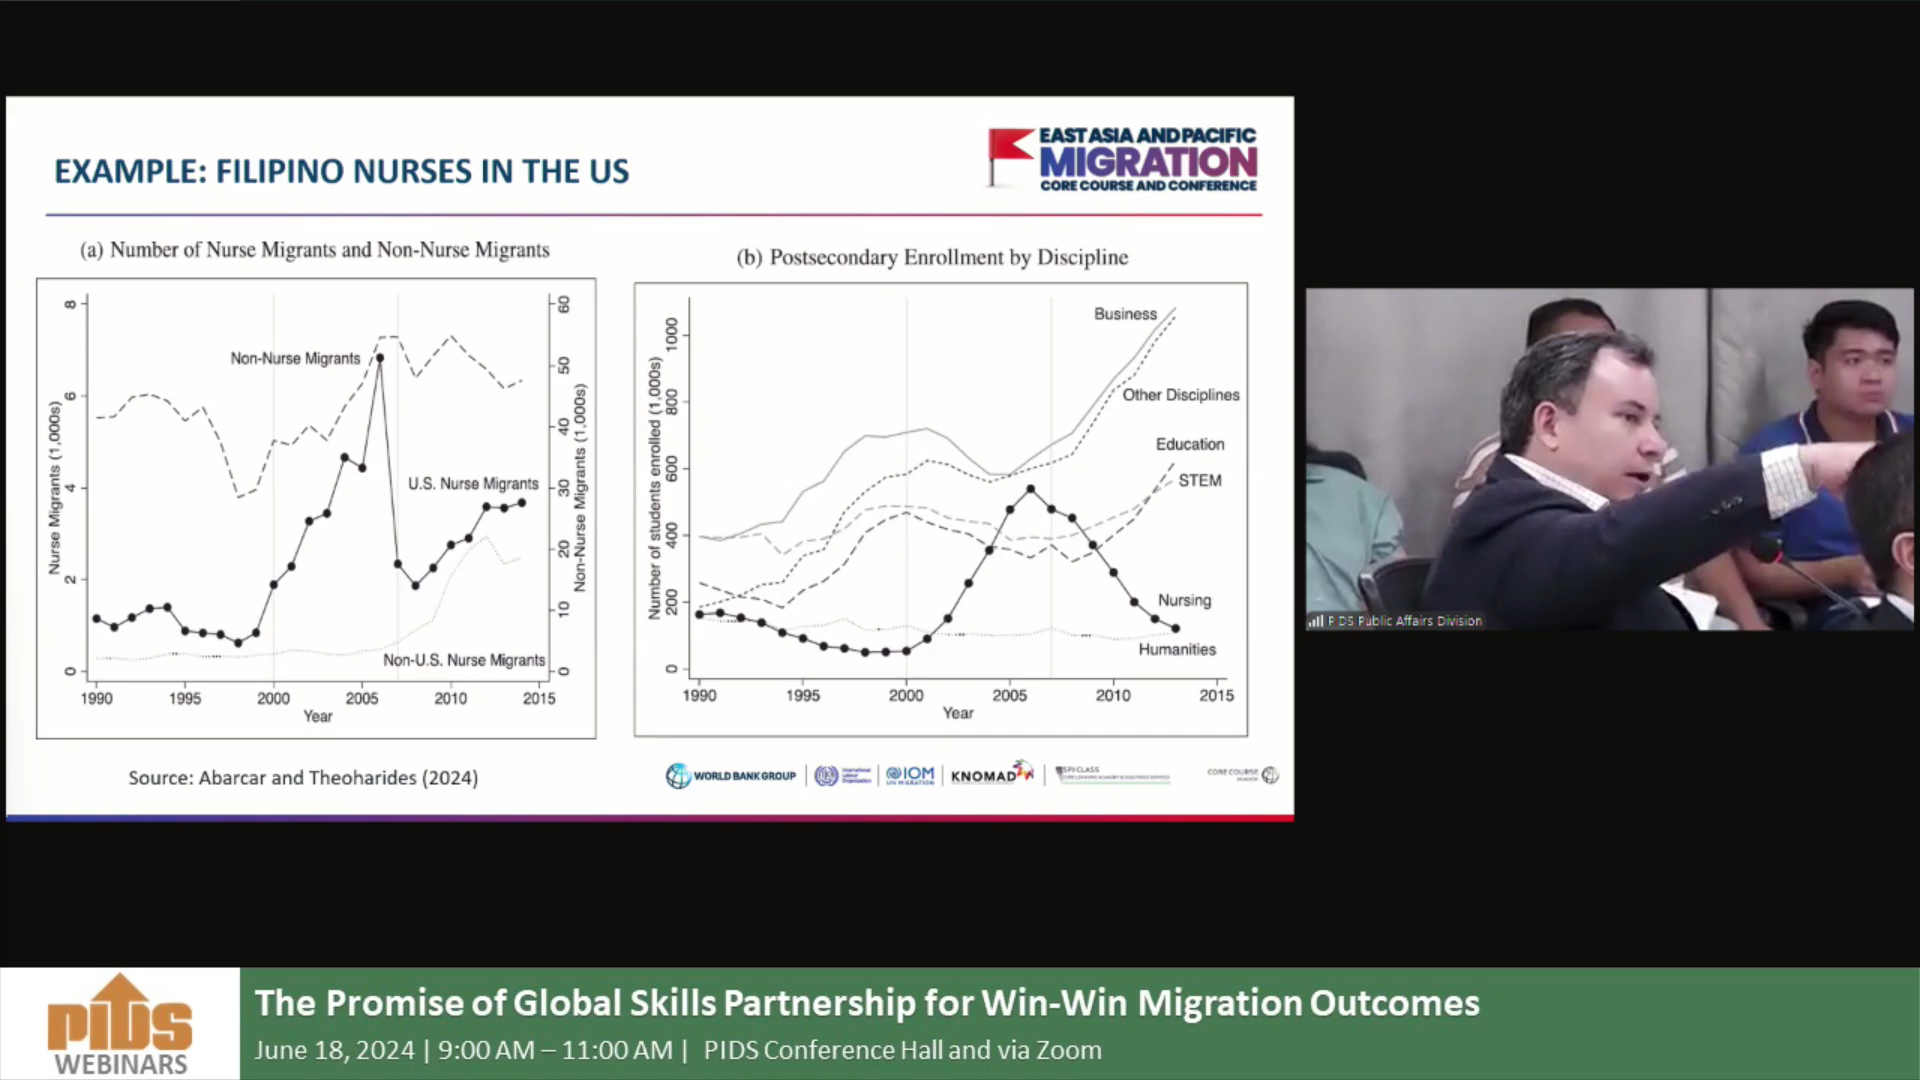 EXAMPLE: FILIPINO NURSES IN THE US
EAST ASIA AND PACIFIC
MIGRATION
CORE COURSE AND CONFERENCE
(a) Number of Nurse Migrants and Non-Nurse Migrants
Nurse Migrants (1,000s)
0 2 4 6 8
Non-Nurse Migrants
U.S. Nurse Migrants
Non-U.S. Nurse Migrants
0 10 20 30 40 50 60
Non-Nurse Migrants (1,000s)
1990 1995 2000 2005 2010 2015
Year
(b) Postsecondary Enrollment by Discipline
Number of students enrolled (1,000s)
0 200 400 600 800 1000
Business
Other Disciplines
Education
STEM
Nursing
Humanities
1990 1995 2000 2005 2010 2015
Year
Source: Abarcar and Theoharides (2024)
WORLD BANK GROUP
International
Labour
Organization
IOM
UN MIGRATION
KNOMAD
CORE COURSE
PIDS Public Affairs Division
PIDS
WEBINARS
The Promise of Global Skills Partnership for Win-Win Migration Outcomes
June 18, 2024 | 9:00 AM – 11:00 AM | PIDS Conference Hall and via Zoom